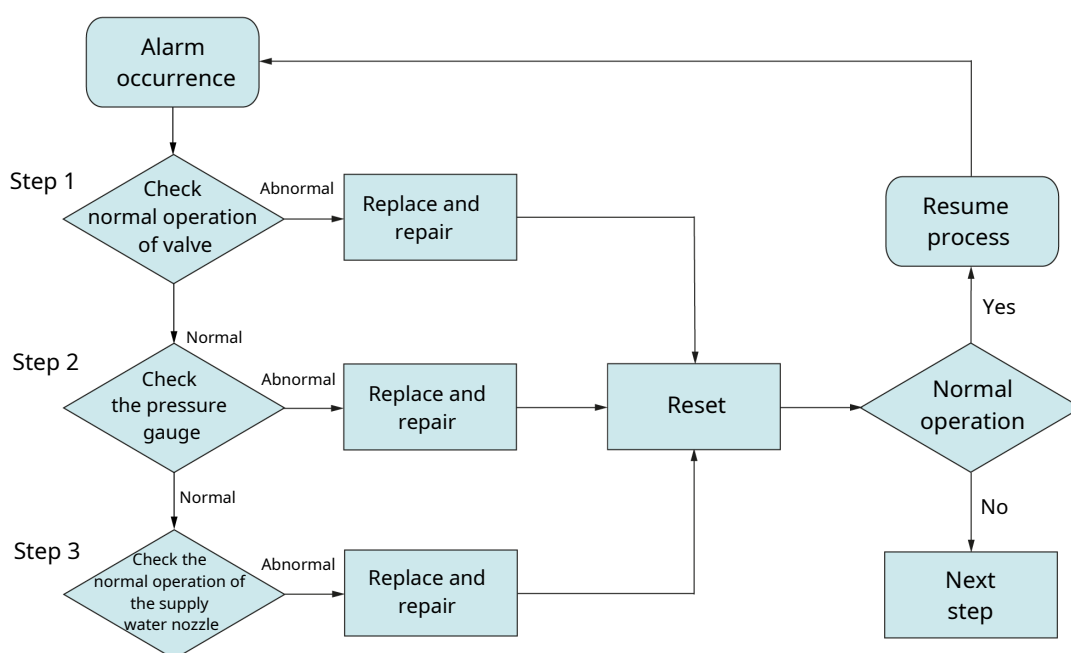 Alarm
occurrence
Step 1
Check
normal operation
of valve
Abnormal
Replace and
repair
Resume
process
Normal
Yes
Step 2
Check
the pressure
gauge
Abnormal
Replace and
repair
Reset
Normal
operation
Normal
No
Step 3
Check the
normal operation of
the supply
water nozzle
Abnormal
Replace and
repair
Next
step